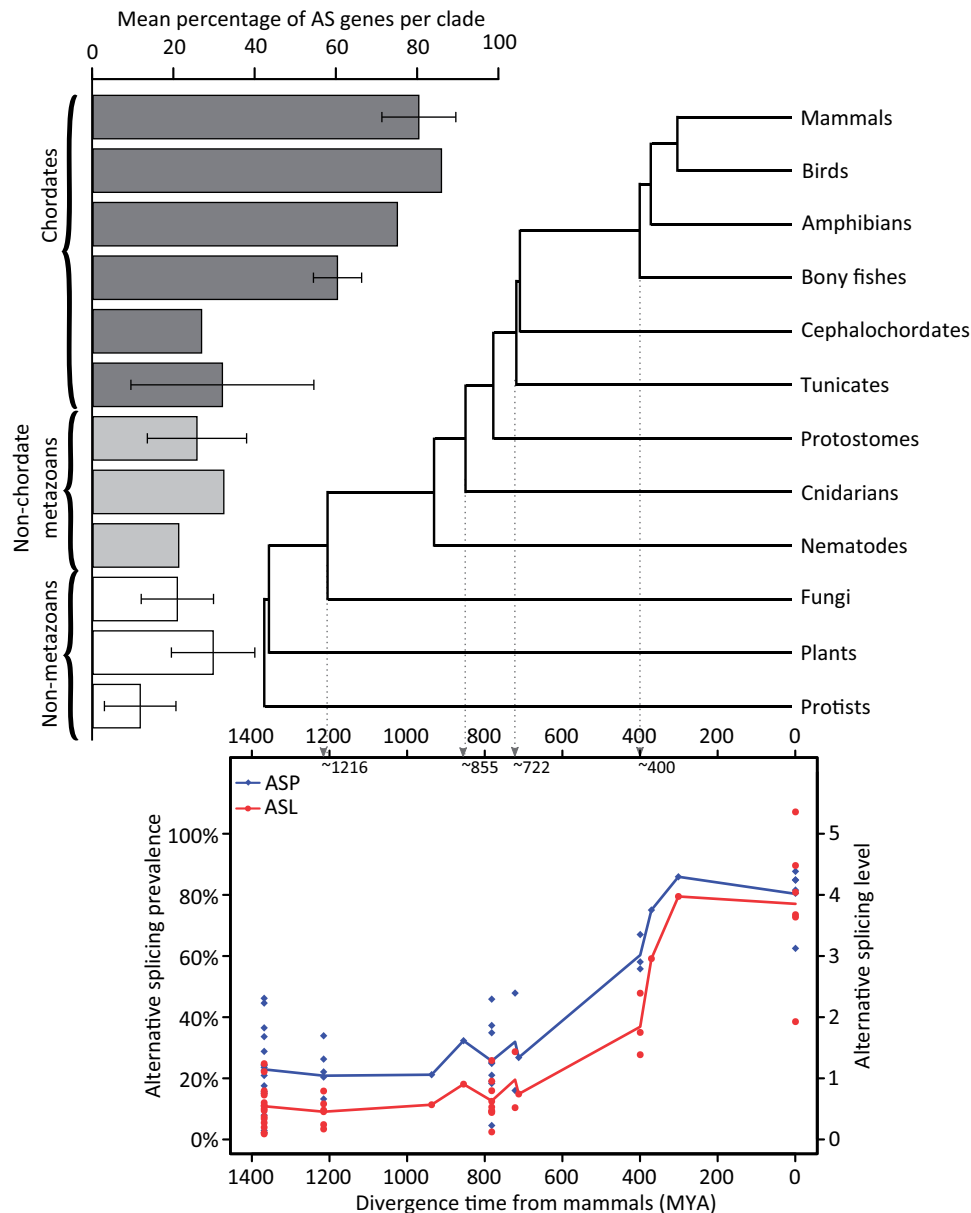 Mean percentage of AS genes per clade
0 20 40 60 80 100
Chordates
Non-chordate
metazoans
Non-metazoans
Mammals
Birds
Amphibians
Bony fishes
Cephalochordates
Tunicates
Protostomes
Cnidarians
Nematodes
Fungi
Plants
Protists
1400 1200 1000 800 600 400 200 0
~1216 ~855 ~722 ~400
ASP
ASL
Alternative splicing prevalence
100%
80%
60%
40%
20%
0%
Alternative splicing level
5
4
3
2
1
0
1400 1200 1000 800 600 400 200 0
Divergence time from mammals (MYA)